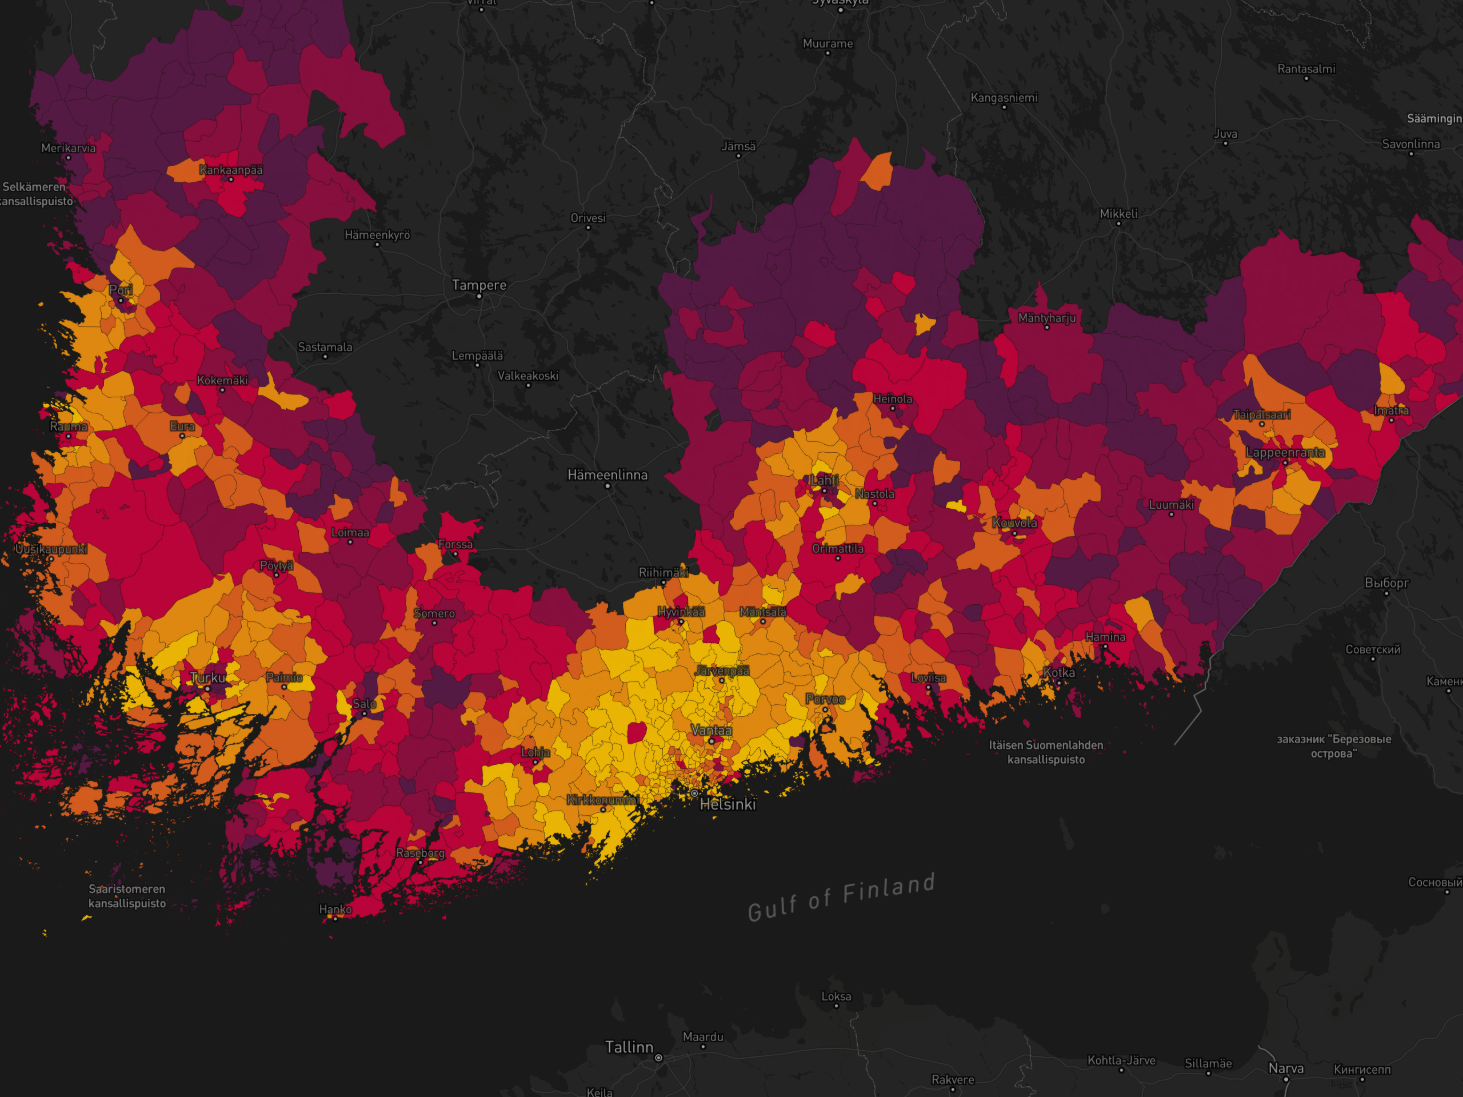 Virrat
Jyväskylä
Muurame
Rantasalmi
Kangasniemi
Säämingin
Juva
Savonlinna
Merikarvia
Jämsä
Kankaanpää
Selkämeren
kansallispuisto
Orivesi
Mikkeli
Hämeenkyrö
Tampere
Pori
Mäntyharju
Sastamala
Lempäälä
Valkeakoski
Kokemäki
Heinola
Imatra
Taipalsaari
Rauma
Eura
Lappeenranta
Hämeenlinna
Lahti
Nastola
Luumäki
Kouvola
Loimaa
Forssa
Uusikaupunki
Orimattila
Pöytyä
Riihimäki
Выборг
Somero
Hyvinkää
Mäntsälä
Hamina
Советский
Turku
Paimio
Järvenpää
Loviisa
Kotka
Каменк
Salo
Porvoo
Vantaa
Itäisen Suomenlahden
kansallispuisto
заказник "Березовые
острова"
Lohja
Kirkkonummi
Helsinki
Raseborg
Saaristomeren
kansallispuisto
Gulf of Finland
Сосновый
Hanko
Loksa
Maardu
Tallinn
Kohtla-Järve
Sillamäe
Narva
Кингисепп
Rakvere
Keila